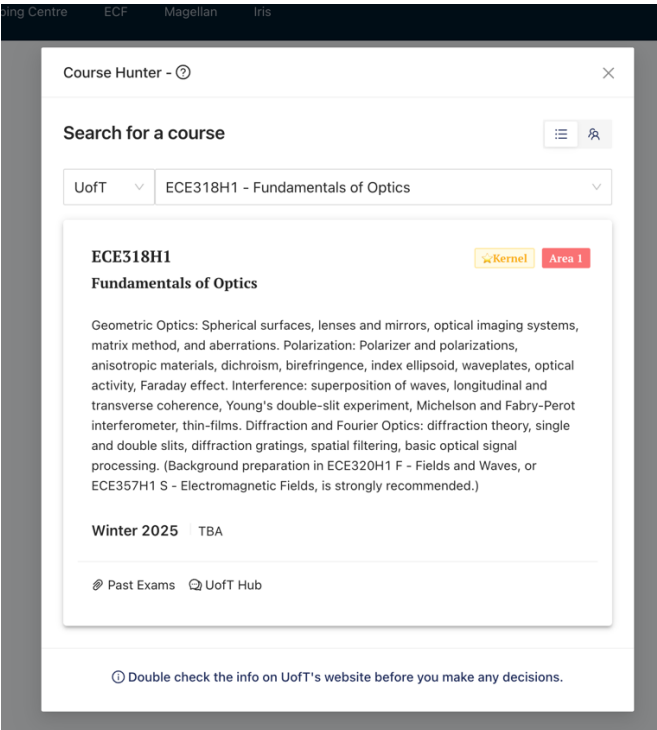 ping Centre ECF Magellan Iris
Course Hunter -
Search for a course
UofT ECE318H1 - Fundamentals of Optics
ECE318H1 Kernel Area 1
Fundamentals of Optics
Geometric Optics: Spherical surfaces, lenses and mirrors, optical imaging systems,
matrix method, and aberrations. Polarization: Polarizer and polarizations,
anisotropic materials, dichroism, birefringence, index ellipsoid, waveplates, optical
activity, Faraday effect. Interference: superposition of waves, longitudinal and
transverse coherence, Young's double-slit experiment, Michelson and Fabry-Perot
interferometer, thin-films. Diffraction and Fourier Optics: diffraction theory, single
and double slits, diffraction gratings, spatial filtering, basic optical signal
processing. (Background preparation in ECE320H1 F - Fields and Waves, or
ECE357H1 S - Electromagnetic Fields, is strongly recommended.)
Winter 2025 TBA
Past Exams UofT Hub
Double check the info on UofT's website before you make any decisions.